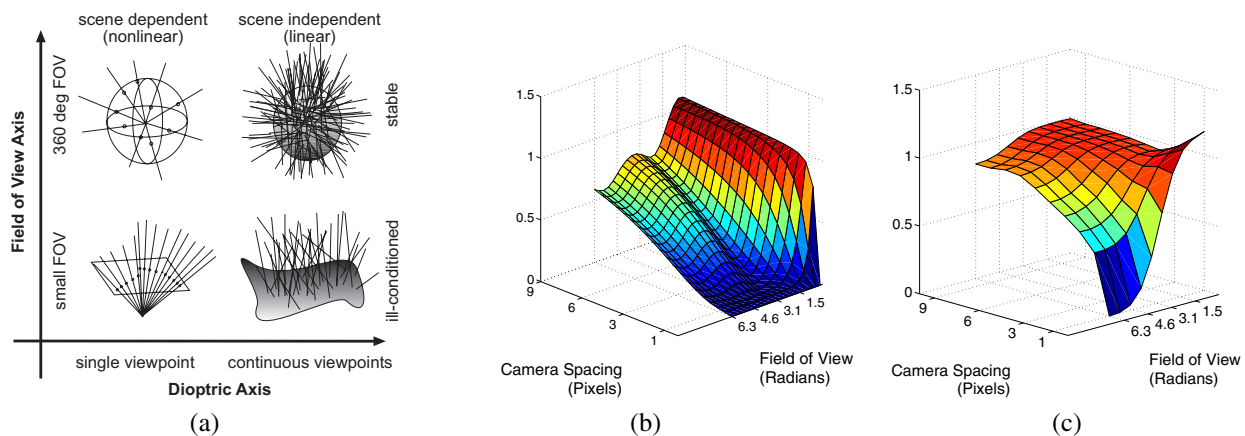 scene dependent scene independent
(nonlinear) (linear)
Field of View Axis
360 deg FOV
small FOV
stable
ill-conditioned
single viewpoint continuous viewpoints
Dioptric Axis
(a)
1.5
1
0.5
0
9
6
3
1
6.3
4.6
3.1
1.5
Camera Spacing
(Pixels)
Field of View
(Radians)
(b)
1.5
1
0.5
0
9
6
3
1
6.3
4.6
3.1
1.5
Camera Spacing
(Pixels)
Field of View
(Radians)
(c)